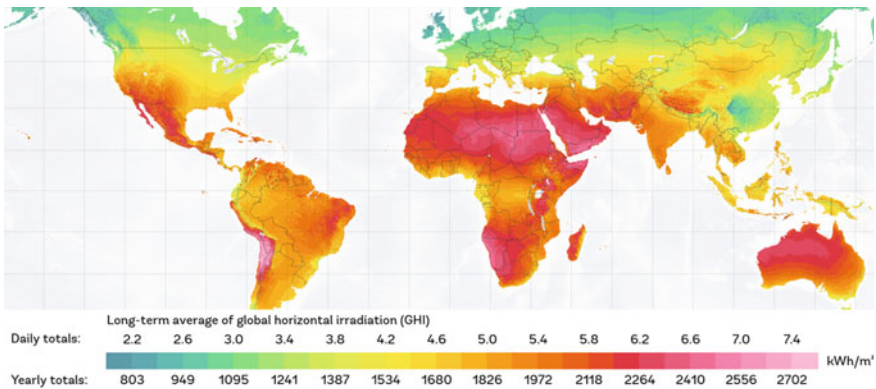 Long-term average of global horizontal irradiation (GHI)
Daily totals: 2.2 2.6 3.0 3.4 3.8 4.2 4.6 5.0 5.4 5.8 6.2 6.6 7.0 7.4
kWh/m²
Yearly totals: 803 949 1095 1241 1387 1534 1680 1826 1972 2118 2264 2410 2556 2702